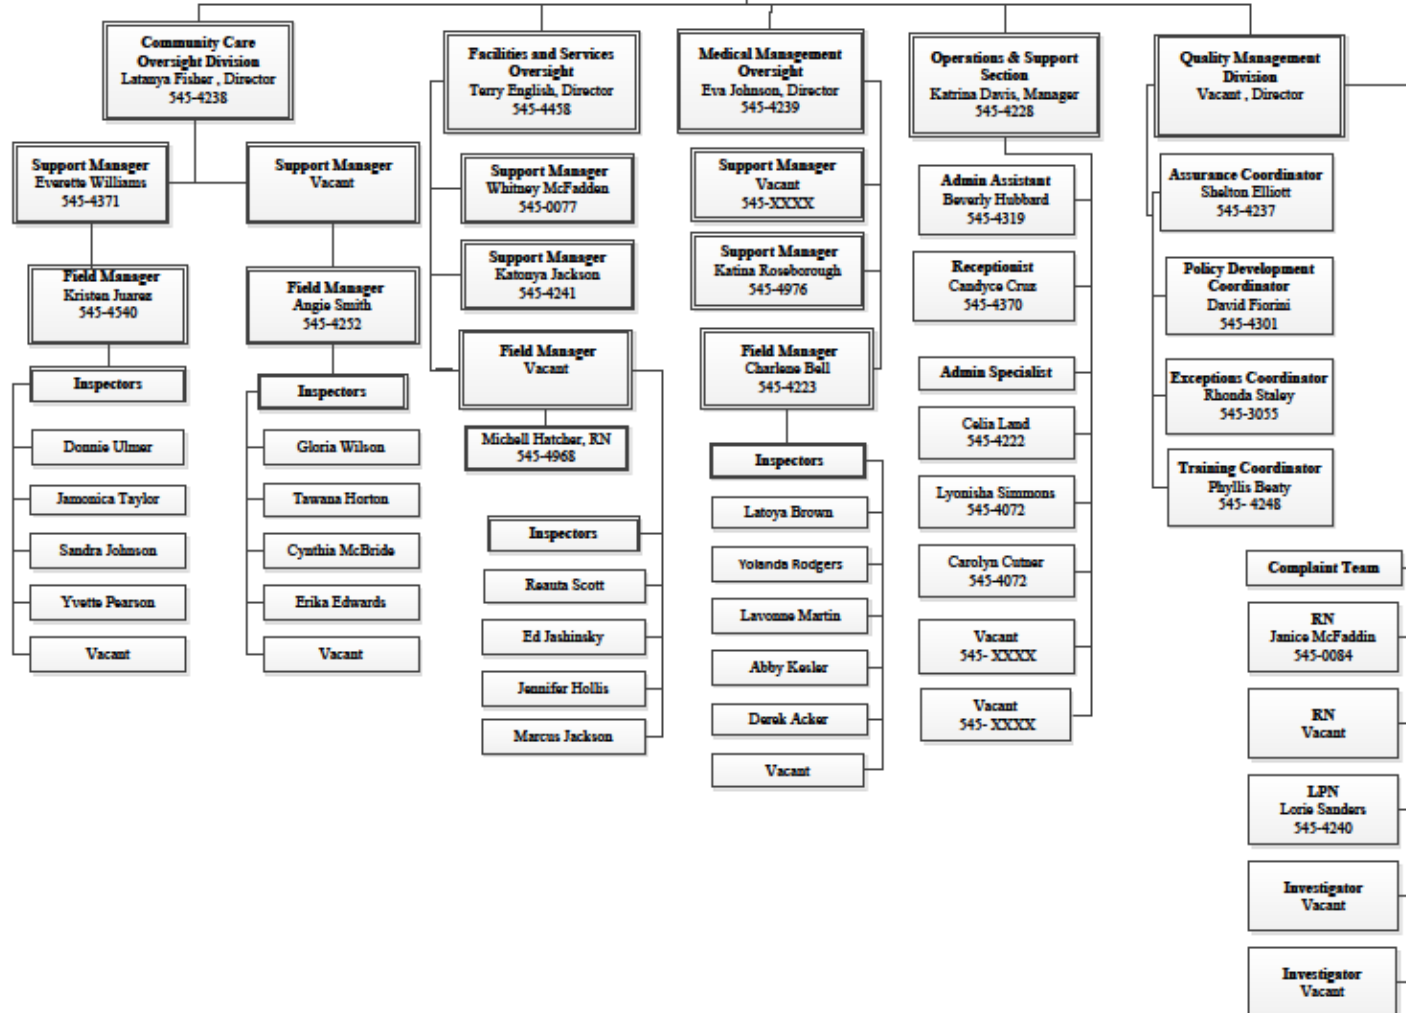 Community Care
Oversight Division
Latanya Fisher , Director
545-4238
Support Manager
Everette Williams
545-4371
Support Manager
Vacant
Field Manager
Kristen Juarez
545-4540
Field Manager
Angie Smith
545-4252
Inspectors
Donnie Ulmer
Jamonica Taylor
Sandra Johnson
Yvette Pearson
Vacant
Inspectors
Gloria Wilson
Tawana Horton
Cynthia McBride
Erika Edwards
Vacant
Facilities and Services
Oversight
Terry English, Director
545-4458
Support Manager
Whitney McFadden
545-0077
Support Manager
Katonya Jackson
545-4241
Field Manager
Vacant
Michell Hatcher, RN
545-4968
Inspectors
Reauta Scott
Ed Jashinsky
Jennifer Hollis
Marcus Jackson
Medical Management
Oversight
Eva Johnson, Director
545-4239
Support Manager
Vacant
545-XXXX
Support Manager
Katina Roseborough
545-4976
Field Manager
Charlene Bell
545-4223
Inspectors
Latoya Brown
Yolanda Rodgers
Lavonne Martin
Abby Kesler
Derek Acker
Vacant
Operations & Support
Section
Katrina Davis, Manager
545-4228
Admin Assistant
Beverly Hubbard
545-4319
Receptionist
Candyce Cruz
545-4370
Admin Specialist
Celia Land
545-4222
Lyonisha Simmons
545-4072
Carolyn Cutner
545-4072
Vacant
545- XXXX
Vacant
545- XXXX
Quality Management
Division
Vacant , Director
Assurance Coordinator
Shelton Elliott
545-4237
Policy Development
Coordinator
David Fiorini
545-4301
Exceptions Coordinator
Rhonda Staley
545-3055
Training Coordinator
Phyllis Beaty
545- 4248
Complaint Team
RN
Janice McFaddin
545-0084
RN
Vacant
LPN
Lorie Sanders
545-4240
Investigator
Vacant
Investigator
Vacant